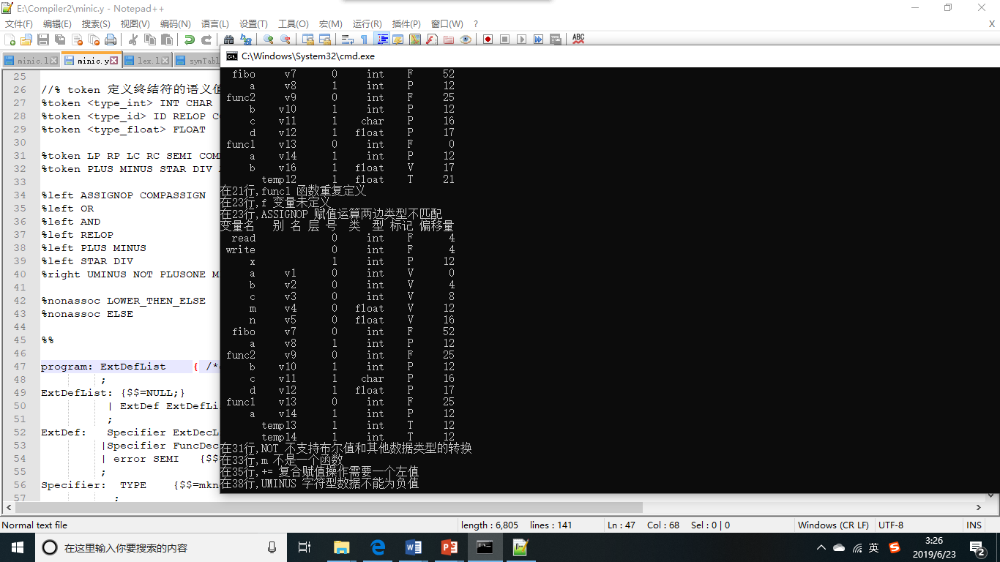 E:\Compiler2\minic.y - Notepad++
文件(F) 编辑(E) 搜索(S) 视图(V) 编码(N) 语言(L) 设置(T) 工具(O) 宏(M) 运行(R) 插件(P) 窗口(W) ? X
minic.l minic.y lex.l symTabl
C:\Windows\System32\cmd.exe
25
26 //% token 定义终结符的语义值
27 %token <type_int> INT CHAR
28 %token <type_id> ID RELOP CO
29 %token <type_float> FLOAT
30
31 %token LP RP LC RC SEMI COM
32 %token PLUS MINUS STAR DIV
33
34 %left ASSIGNOP COMPASSIGN
35 %left OR
36 %left AND
37 %left RELOP
38 %left PLUS MINUS
39 %left STAR DIV
40 %right UMINUS NOT PLUSONE M
41
42 %nonassoc LOWER_THEN_ELSE
43 %nonassoc ELSE
44
45 %%
46
47 program: ExtDefList { /*
48 ;
49 ExtDefList: {$$=NULL;}
50 | ExtDef ExtDefLi
51 ;
52 ExtDef: Specifier ExtDecL
53 |Specifier FuncDec
54 | error SEMI {$$
55 ;
56 Specifier: TYPE {$$=mkn
57 ;
fibo v7 0 int F 52
a v8 1 int P 12
func2 v9 0 int F 25
b v10 1 int P 12
c v11 1 char P 16
d v12 1 float P 17
func1 v13 0 int F 0
a v14 1 int P 12
b v16 1 float V 17
temp12 1 float T 21
在21行,func1 函数重复定义
在23行,f 变量未定义
在23行,ASSIGNOP 赋值运算两边类型不匹配
变量名 别 名 层 号 类 型 标记 偏移量
read 0 int F 4
write 0 int F 4
x 1 int P 12
a v1 0 int V 0
b v2 0 int V 4
c v3 0 int V 8
m v4 0 float V 12
n v5 0 float V 16
fibo v7 0 int F 52
a v8 1 int P 12
func2 v9 0 int F 25
b v10 1 int P 12
c v11 1 char P 16
d v12 1 float P 17
func1 v13 0 int F 25
a v14 1 int P 12
temp13 1 int T 12
temp14 1 int T 12
在31行,NOT 不支持布尔值和其他数据类型的转换
在33行,m 不是一个函数
在35行,+= 复合赋值操作需要一个左值
在38行,UMINUS 字符型数据不能为负值
Normal text file length : 6,805 lines : 141 Ln : 47 Col : 68 Sel : 0 | 0 Windows (CR LF) UTF-8 INS
在这里输入你要搜索的内容
英
3:26
2019/6/23
2